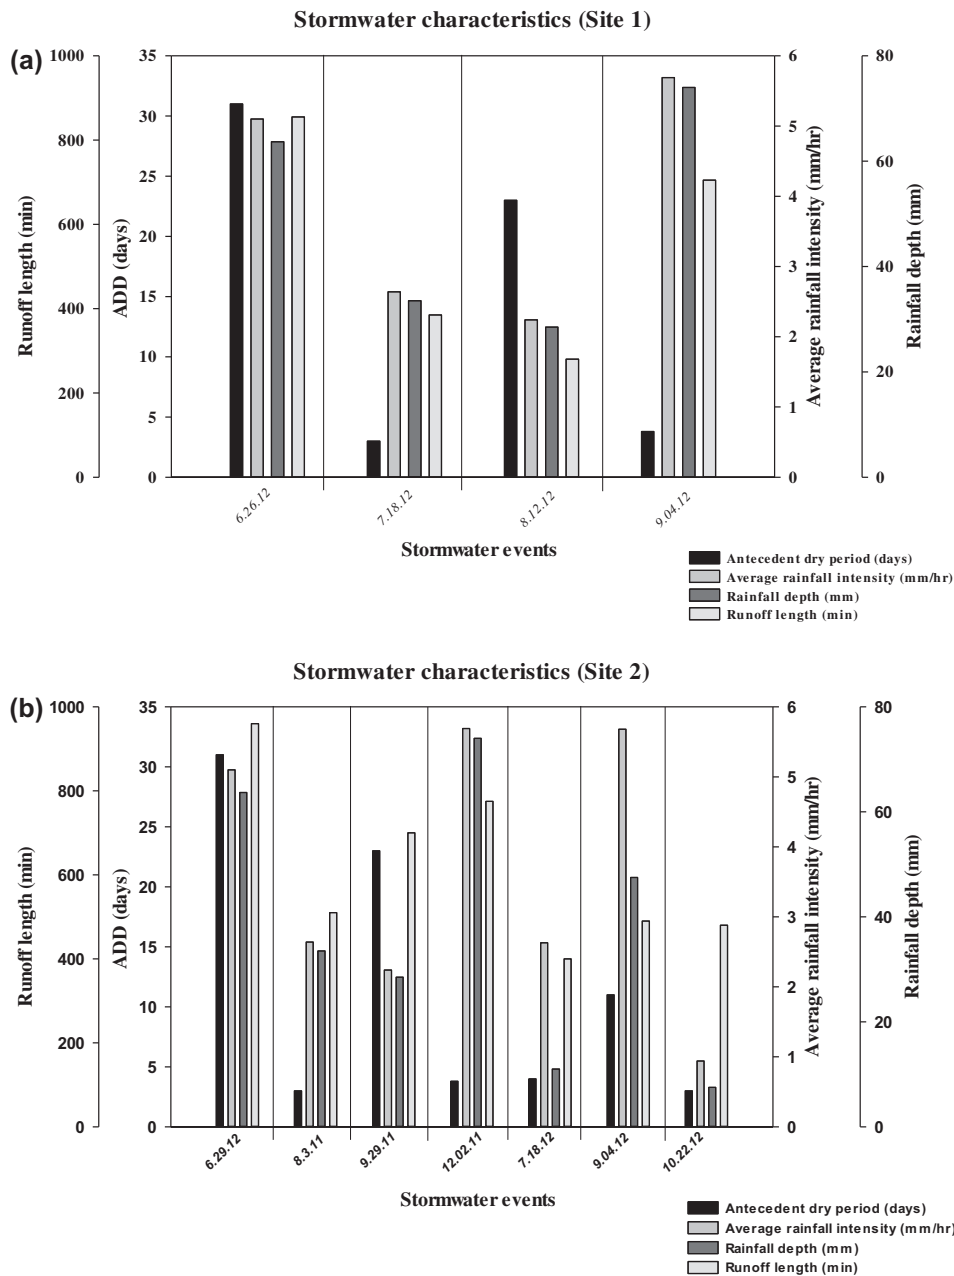 Stormwater characteristics (Site 1)
(a)
1000
800
600
400
200
0
Runoff length (min)
35
30
25
20
15
10
5
0
ADD (days)
6
5
4
3
2
1
0
Average rainfall intensity (mm/hr)
80
60
40
20
0
Rainfall depth (mm)
6.26.12
7.18.12
8.12.12
9.04.12
Stormwater events
Antecedent dry period (days)
Average rainfall intensity (mm/hr)
Rainfall depth (mm)
Runoff length (min)
Stormwater characteristics (Site 2)
(b)
1000
800
600
400
200
0
Runoff length (min)
35
30
25
20
15
10
5
0
ADD (days)
6
5
4
3
2
1
0
Average rainfall intensity (mm/hr)
80
60
40
20
0
Rainfall depth (mm)
6.29.12
8.3.11
9.29.11
12.02.11
7.18.12
9.04.12
10.22.12
Stormwater events
Antecedent dry period (days)
Average rainfall intensity (mm/hr)
Rainfall depth (mm)
Runoff length (min)